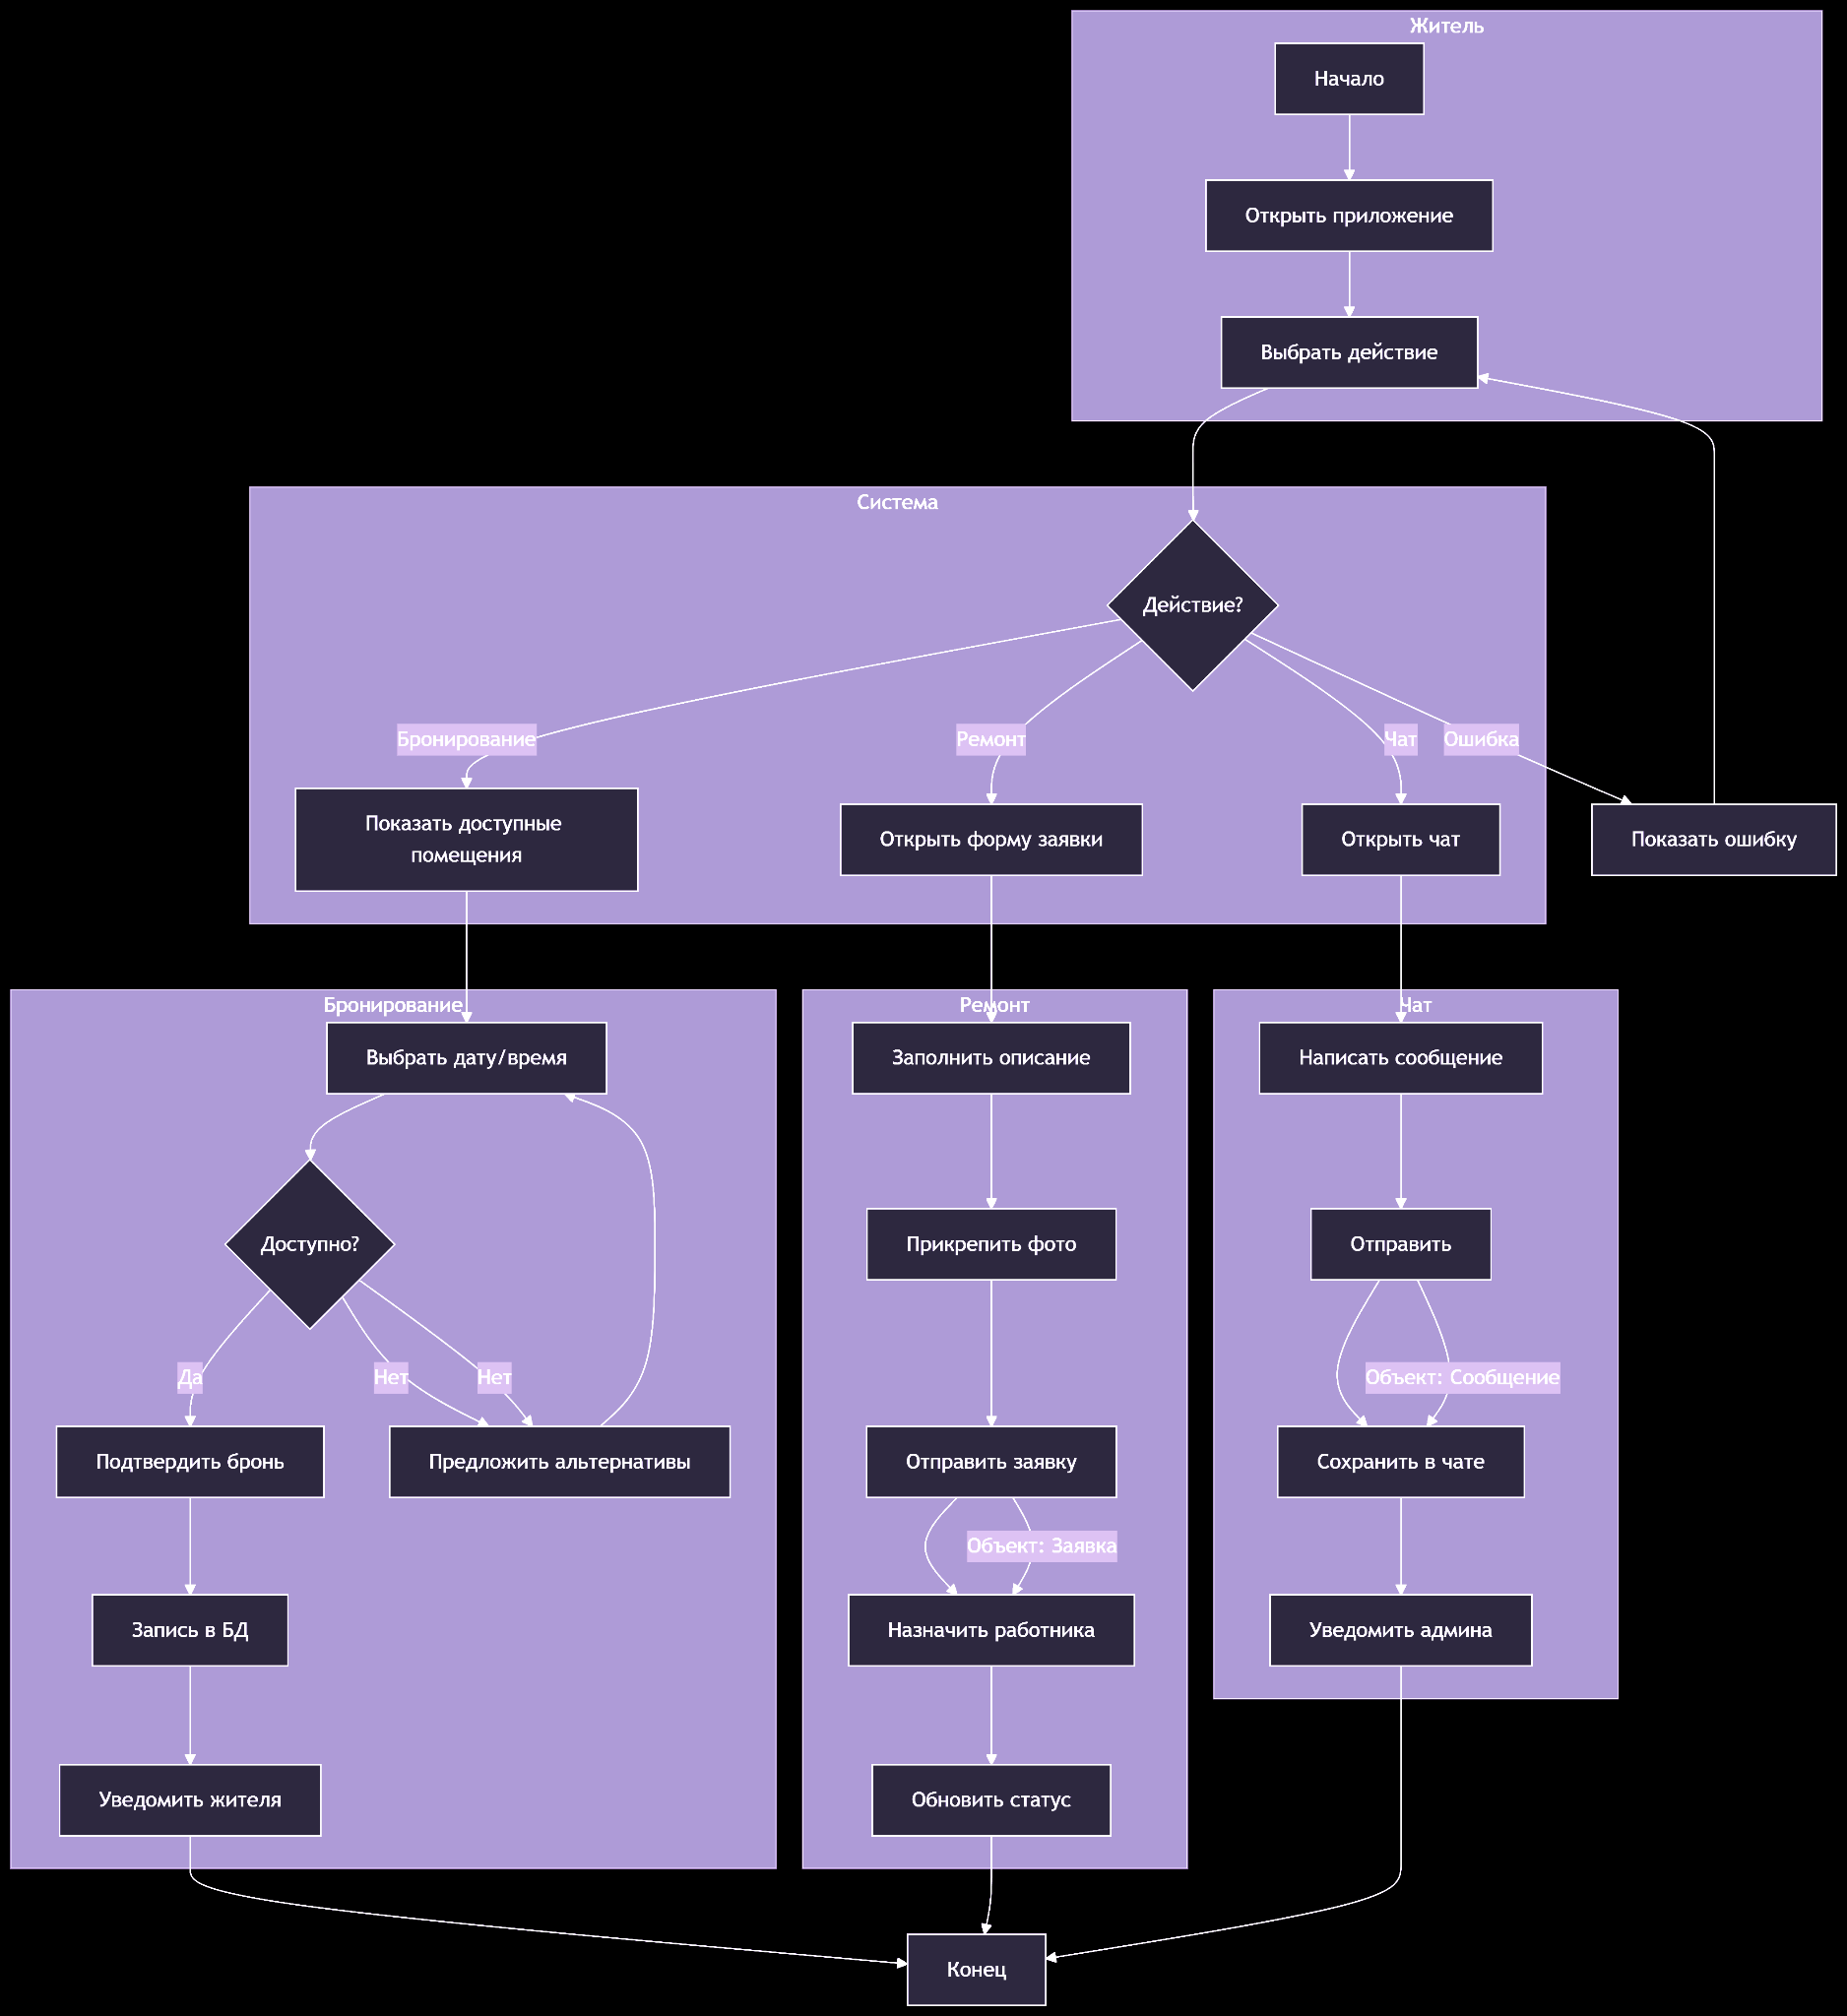 Житель
Начало
Открыть приложение
Выбрать действие
Система
Действие?
Бронирование
Ремонт
Чат
Ошибка
Показать доступные
помещения
Открыть форму заявки
Открыть чат
Показать ошибку
Бронирование
Ремонт
Чат
Выбрать дату/время
Заполнить описание
Написать сообщение
Доступно?
Прикрепить фото
Отправить
Да
Нет
Нет
Объект: Сообщение
Подтвердить бронь
Предложить альтернативы
Отправить заявку
Сохранить в чате
Объект: Заявка
Запись в БД
Назначить работника
Уведомить админа
Уведомить жителя
Обновить статус
Конец